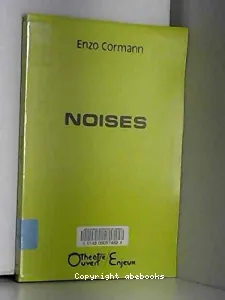 Enzo Cormann
NOISES
Théâtre
Ouvert Enjeux
Copyright @ abebooks